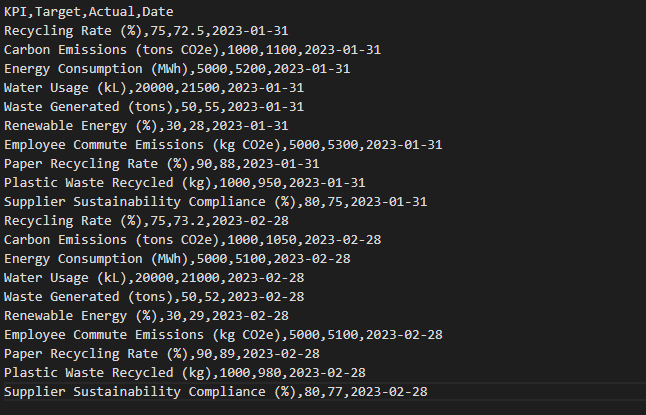 KPI,Target,Actual,Date
Recycling Rate (%),75,72.5,2023-01-31
Carbon Emissions (tons CO2e),1000,1100,2023-01-31
Energy Consumption (MWh),5000,5200,2023-01-31
Water Usage (kL),20000,21500,2023-01-31
Waste Generated (tons),50,55,2023-01-31
Renewable Energy (%),30,28,2023-01-31
Employee Commute Emissions (kg CO2e),5000,5300,2023-01-31
Paper Recycling Rate (%),90,88,2023-01-31
Plastic Waste Recycled (kg),1000,950,2023-01-31
Supplier Sustainability Compliance (%),80,75,2023-01-31
Recycling Rate (%),75,73.2,2023-02-28
Carbon Emissions (tons CO2e),1000,1050,2023-02-28
Energy Consumption (MWh),5000,5100,2023-02-28
Water Usage (kL),20000,21000,2023-02-28
Waste Generated (tons),50,52,2023-02-28
Renewable Energy (%),30,29,2023-02-28
Employee Commute Emissions (kg CO2e),5000,5100,2023-02-28
Paper Recycling Rate (%),90,89,2023-02-28
Plastic Waste Recycled (kg),1000,980,2023-02-28
Supplier Sustainability Compliance (%),80,77,2023-02-28